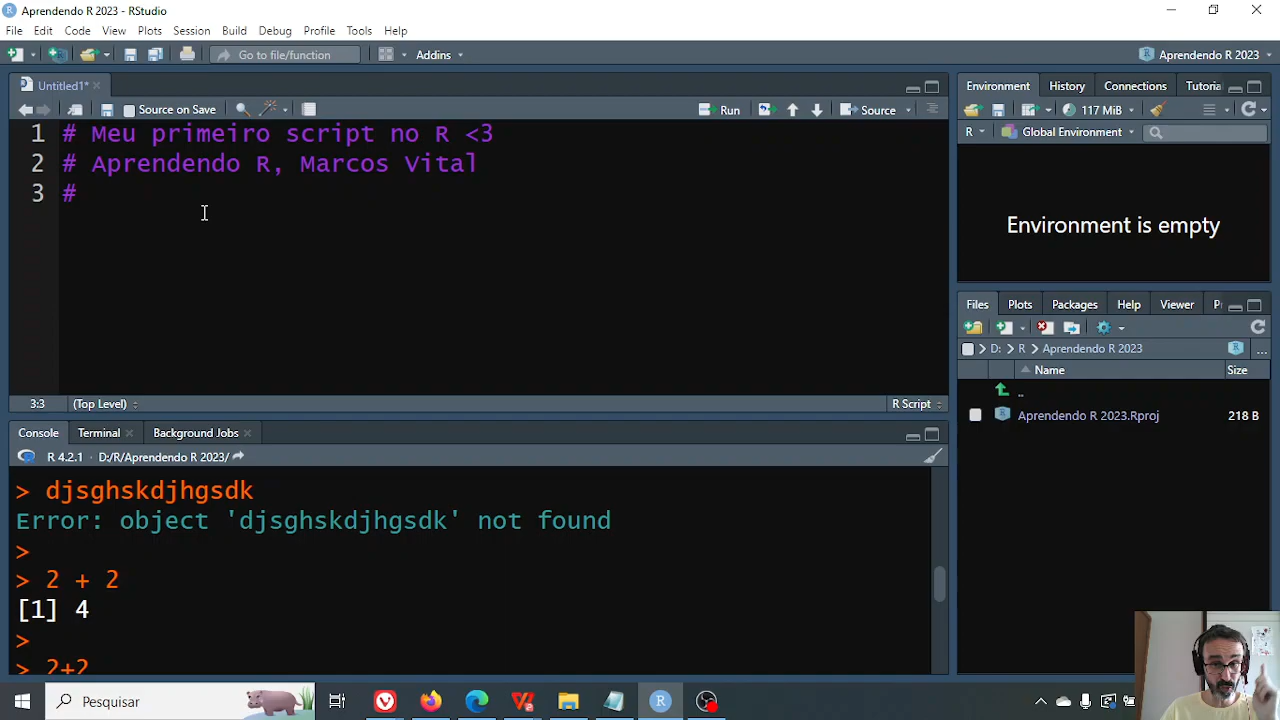 Aprendendo R 2023 - RStudio
File Edit Code View Plots Session Build Debug Profile Tools Help
Go to file/function Addins Aprendendo R 2023
Untitled1*
Source on Save Run Source
1 # Meu primeiro script no R <3
2 # Aprendendo R, Marcos Vital
3 #
3:3 (Top Level) R Script
Console Terminal Background Jobs
R 4.2.1 · D:/R/Aprendendo R 2023/
> djsghskdjhgsdk
Error: object 'djsghskdjhgsdk' not found
>
> 2 + 2
[1] 4
>
> 2+2
Environment History Connections Tutoria
117 MiB
R Global Environment
Environment is empty
Files Plots Packages Help Viewer
D: R Aprendendo R 2023 ...
Name Size
..
Aprendendo R 2023.Rproj 218 B
Pesquisar